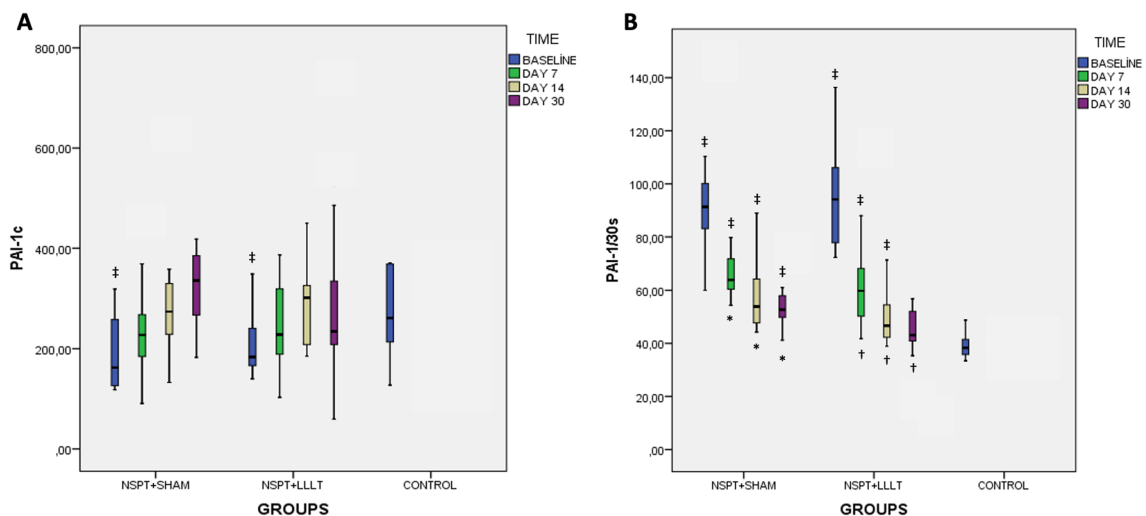 A
TIME
BASELİNE
DAY 7
DAY 14
DAY 30
800,00
600,00
400,00
200,00
,00
PAI-1c
‡
‡
NSPT+SHAM
NSPT+LLLT
CONTROL
GROUPS
B
TIME
BASELİNE
DAY 7
DAY 14
DAY 30
140,00
120,00
100,00
80,00
60,00
40,00
20,00
,00
PAI-1/30s
‡ ‡ ‡ ‡
‡ ‡ ‡
* * *
† † †
NSPT+SHAM
NSPT+LLLT
CONTROL
GROUPS